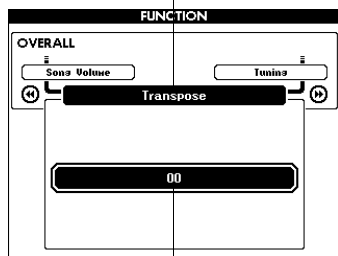 FUNCTION
OVERALL
Song Volume
Tuning
Transpose
00